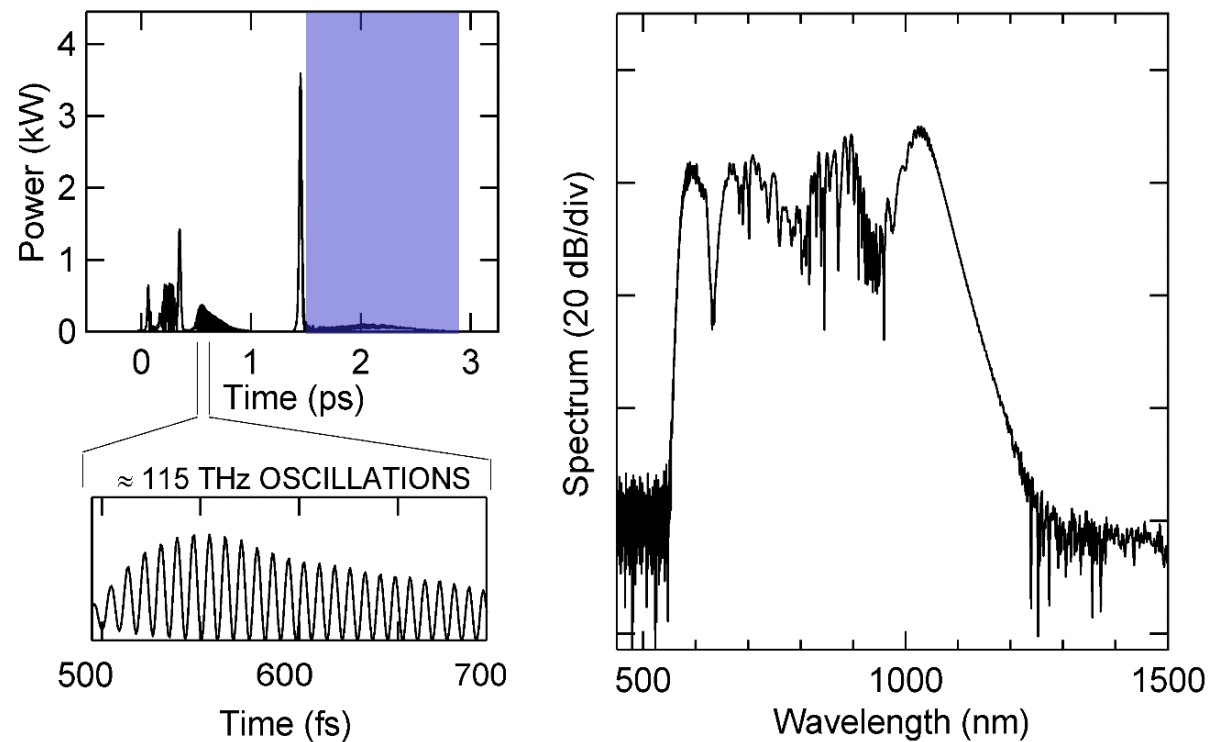 4
3
2
1
0
Power (kW)
0 1 2 3
Time (ps)
≈ 115 THz OSCILLATIONS
500 600 700
Time (fs)
Spectrum (20 dB/div)
500 1000 1500
Wavelength (nm)